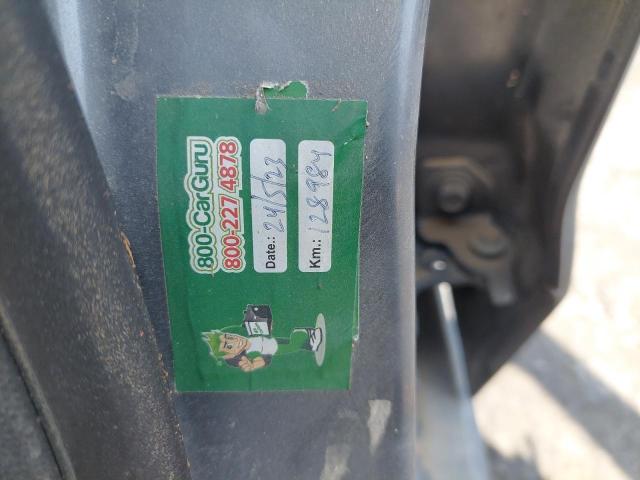 800-CarGuru
800-227 4878
Date.: 24/5/23
Km.: 128984